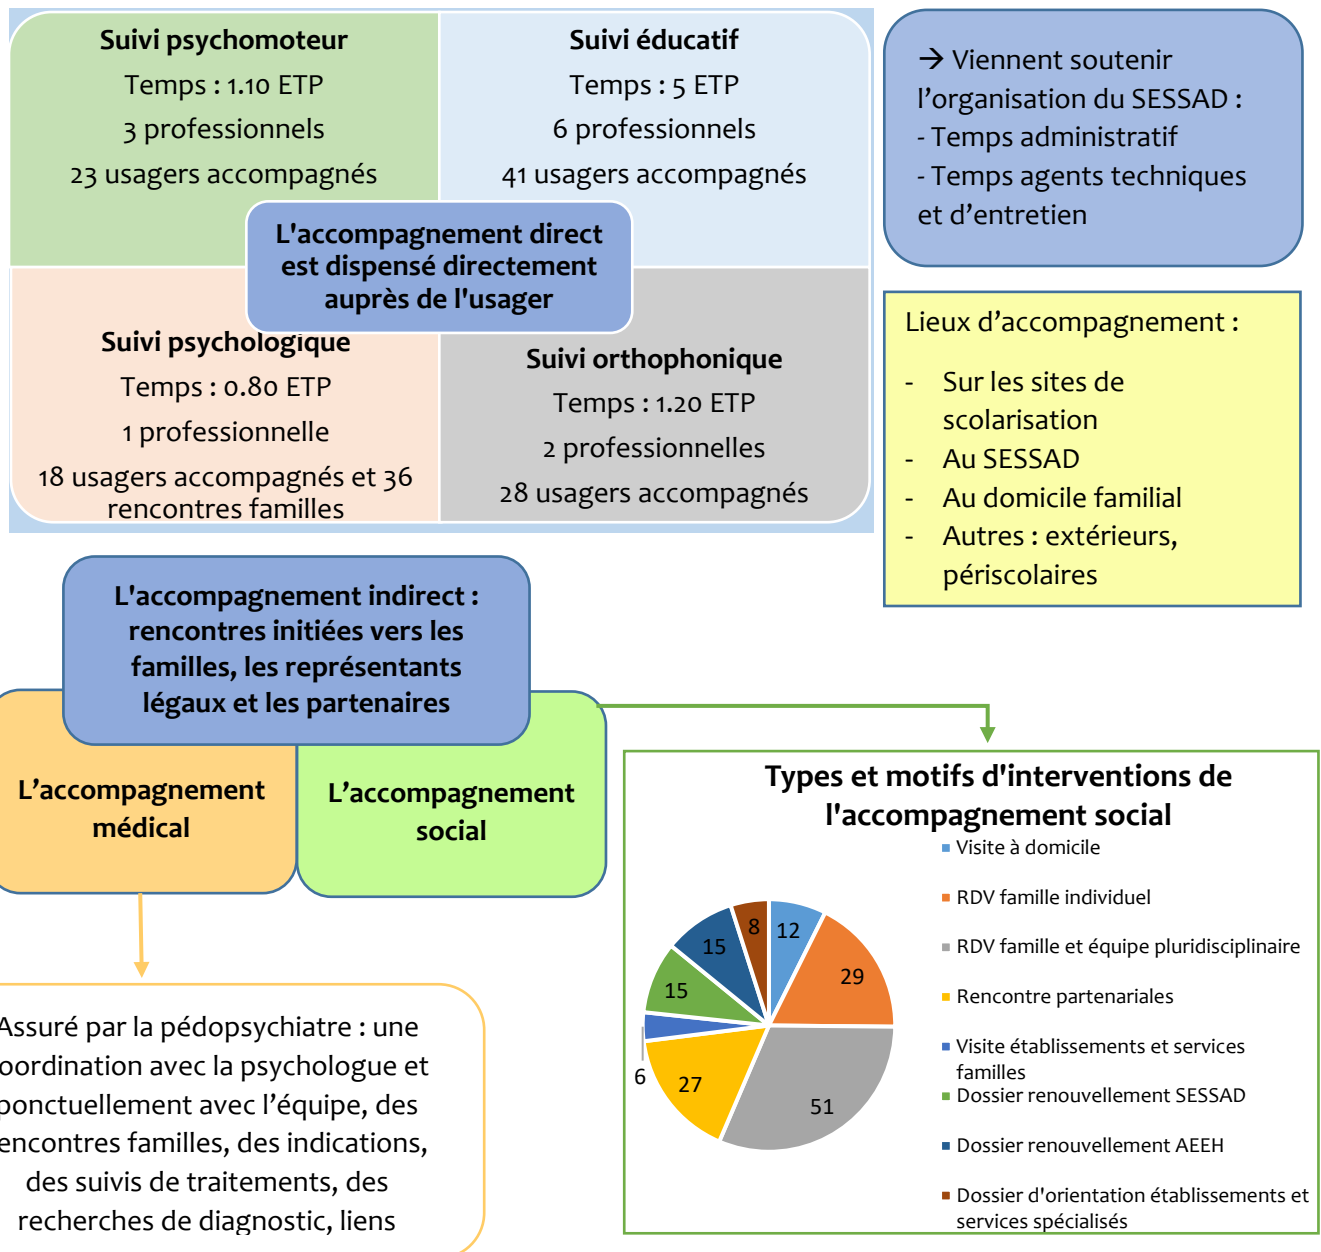 Suivi psychomoteur
Temps : 1.10 ETP
3 professionnels
23 usagers accompagnés
Suivi éducatif
Temps : 5 ETP
6 professionnels
41 usagers accompagnés
L'accompagnement direct
est dispensé directement
auprès de l'usager
Suivi psychologique
Temps : 0.80 ETP
1 professionnelle
18 usagers accompagnés et 36
rencontres familles
Suivi orthophonique
Temps : 1.20 ETP
2 professionnelles
28 usagers accompagnés
→ Viennent soutenir
l’organisation du SESSAD :
- Temps administratif
- Temps agents techniques
et d’entretien
Lieux d’accompagnement :
- Sur les sites de
scolarisation
- Au SESSAD
- Au domicile familial
- Autres : extérieurs,
périscolaires
L'accompagnement indirect :
rencontres initiées vers les
familles, les représentants
légaux et les partenaires
L’accompagnement
médical
L’accompagnement
social
Assuré par la pédopsychiatre : une
oordination avec la psychologue et
ponctuellement avec l’équipe, des
encontres familles, des indications,
des suivis de traitements, des
recherches de diagnostic, liens
Types et motifs d'interventions de
l'accompagnement social
12
29
51
27
6
15
15
8
Visite à domicile
RDV famille individuel
RDV famille et équipe pluridisciplinaire
Rencontre partenariales
Visite établissements et services
familles
Dossier renouvellement SESSAD
Dossier renouvellement AEEH
Dossier d'orientation établissements et
services spécialisés